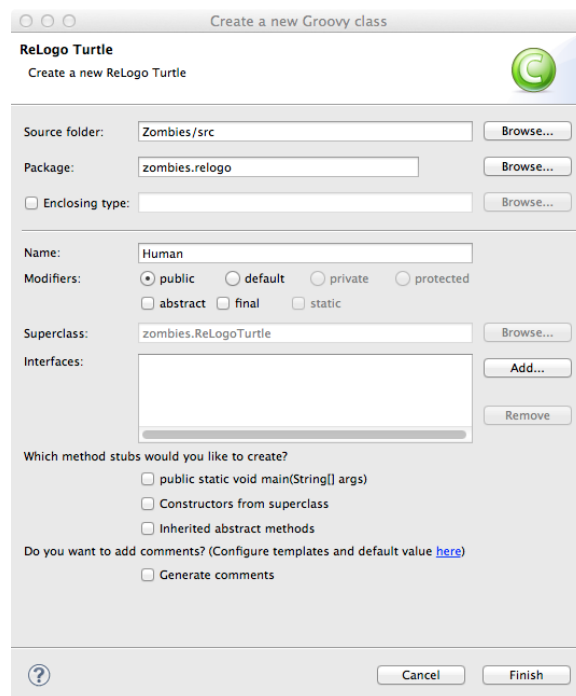 Create a new Groovy class
ReLogo Turtle
Create a new ReLogo Turtle
C
Source folder: Zombies/src Browse...
Package: zombies.relogo Browse...
Enclosing type: Browse...
Name: Human
Modifiers: public default private protected
abstract final static
Superclass: zombies.ReLogoTurtle Browse...
Interfaces: Add...
Remove
Which method stubs would you like to create?
public static void main(String[] args)
Constructors from superclass
Inherited abstract methods
Do you want to add comments? (Configure templates and default value here)
Generate comments
? Cancel Finish